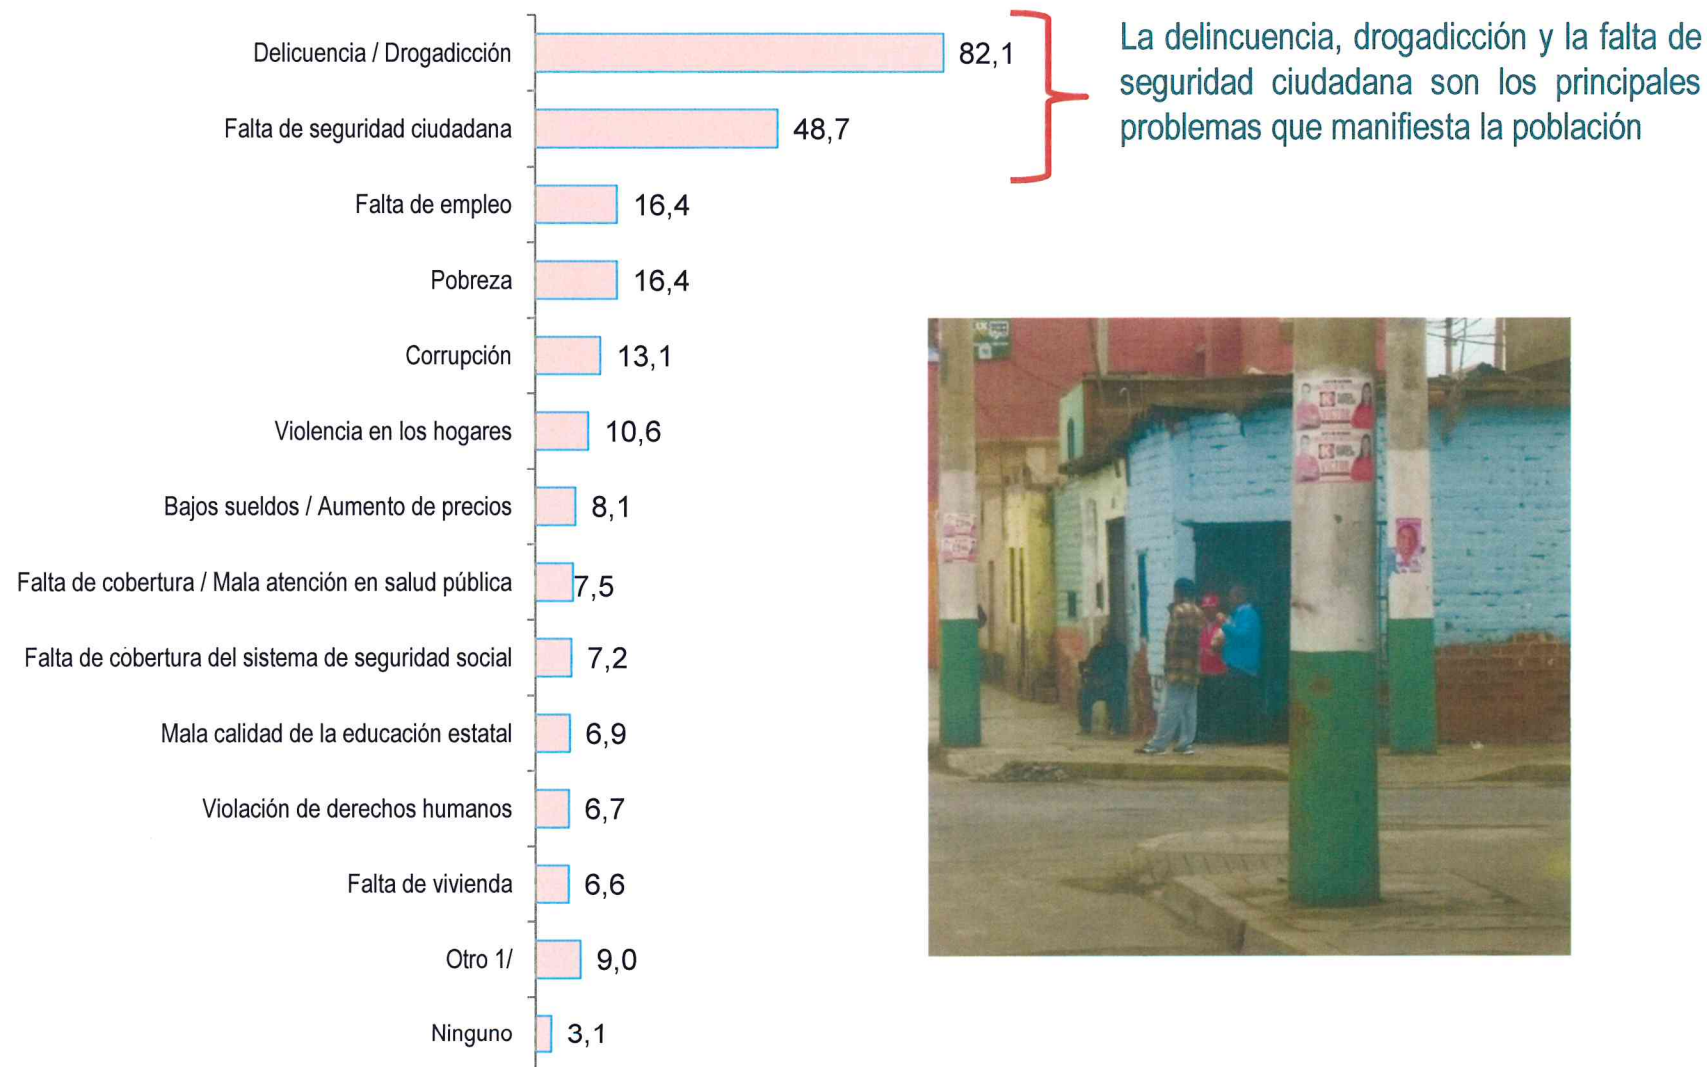 Delicuencia / Drogadicción 82,1
Falta de seguridad ciudadana 48,7
Falta de empleo 16,4
Pobreza 16,4
Corrupción 13,1
Violencia en los hogares 10,6
Bajos sueldos / Aumento de precios 8,1
Falta de cobertura / Mala atención en salud pública 7,5
Falta de cobertura del sistema de seguridad social 7,2
Mala calidad de la educación estatal 6,9
Violación de derechos humanos 6,7
Falta de vivienda 6,6
Otro 1/ 9,0
Ninguno 3,1
La delincuencia, drogadicción y la falta de
seguridad ciudadana son los principales
problemas que manifiesta la población